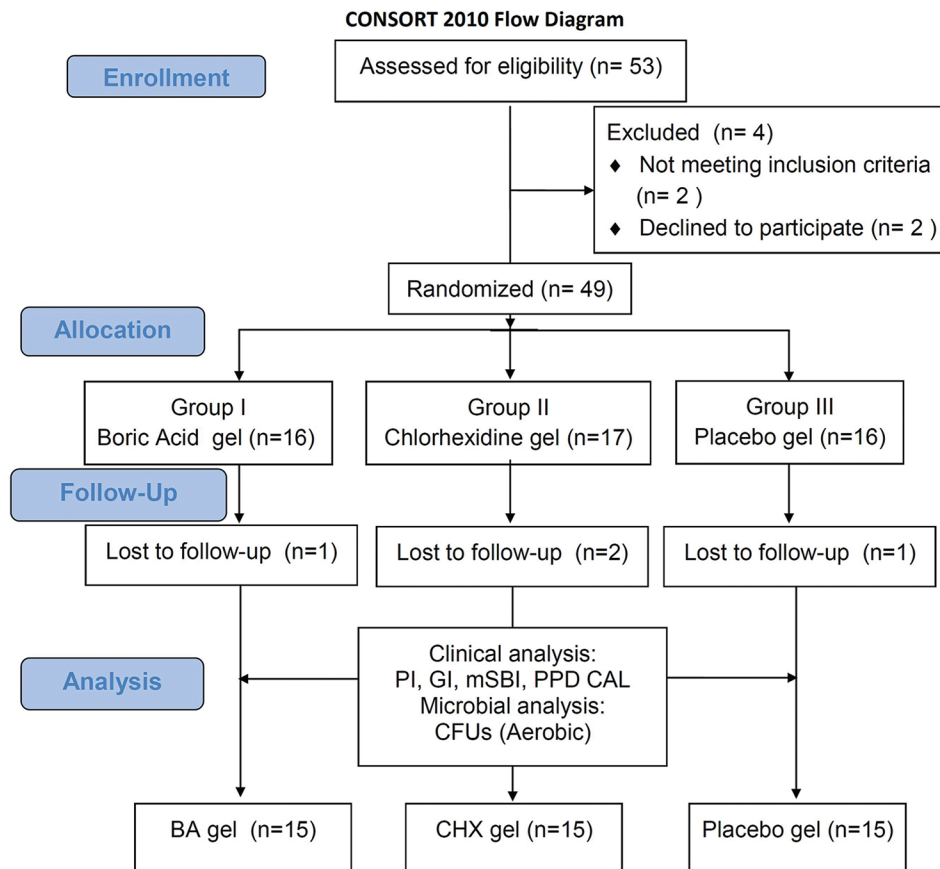 CONSORT 2010 Flow Diagram
Enrollment
Assessed for eligibility (n= 53)
Excluded (n= 4)
♦ Not meeting inclusion criteria
(n= 2 )
♦ Declined to participate (n= 2 )
Randomized (n= 49)
Allocation
Group I
Boric Acid gel (n=16)
Group II
Chlorhexidine gel (n=17)
Group III
Placebo gel (n=16)
Follow-Up
Lost to follow-up (n=1)
Lost to follow-up (n=2)
Lost to follow-up (n=1)
Analysis
Clinical analysis:
PI, GI, mSBI, PPD CAL
Microbial analysis:
CFUs (Aerobic)
BA gel (n=15)
CHX gel (n=15)
Placebo gel (n=15)